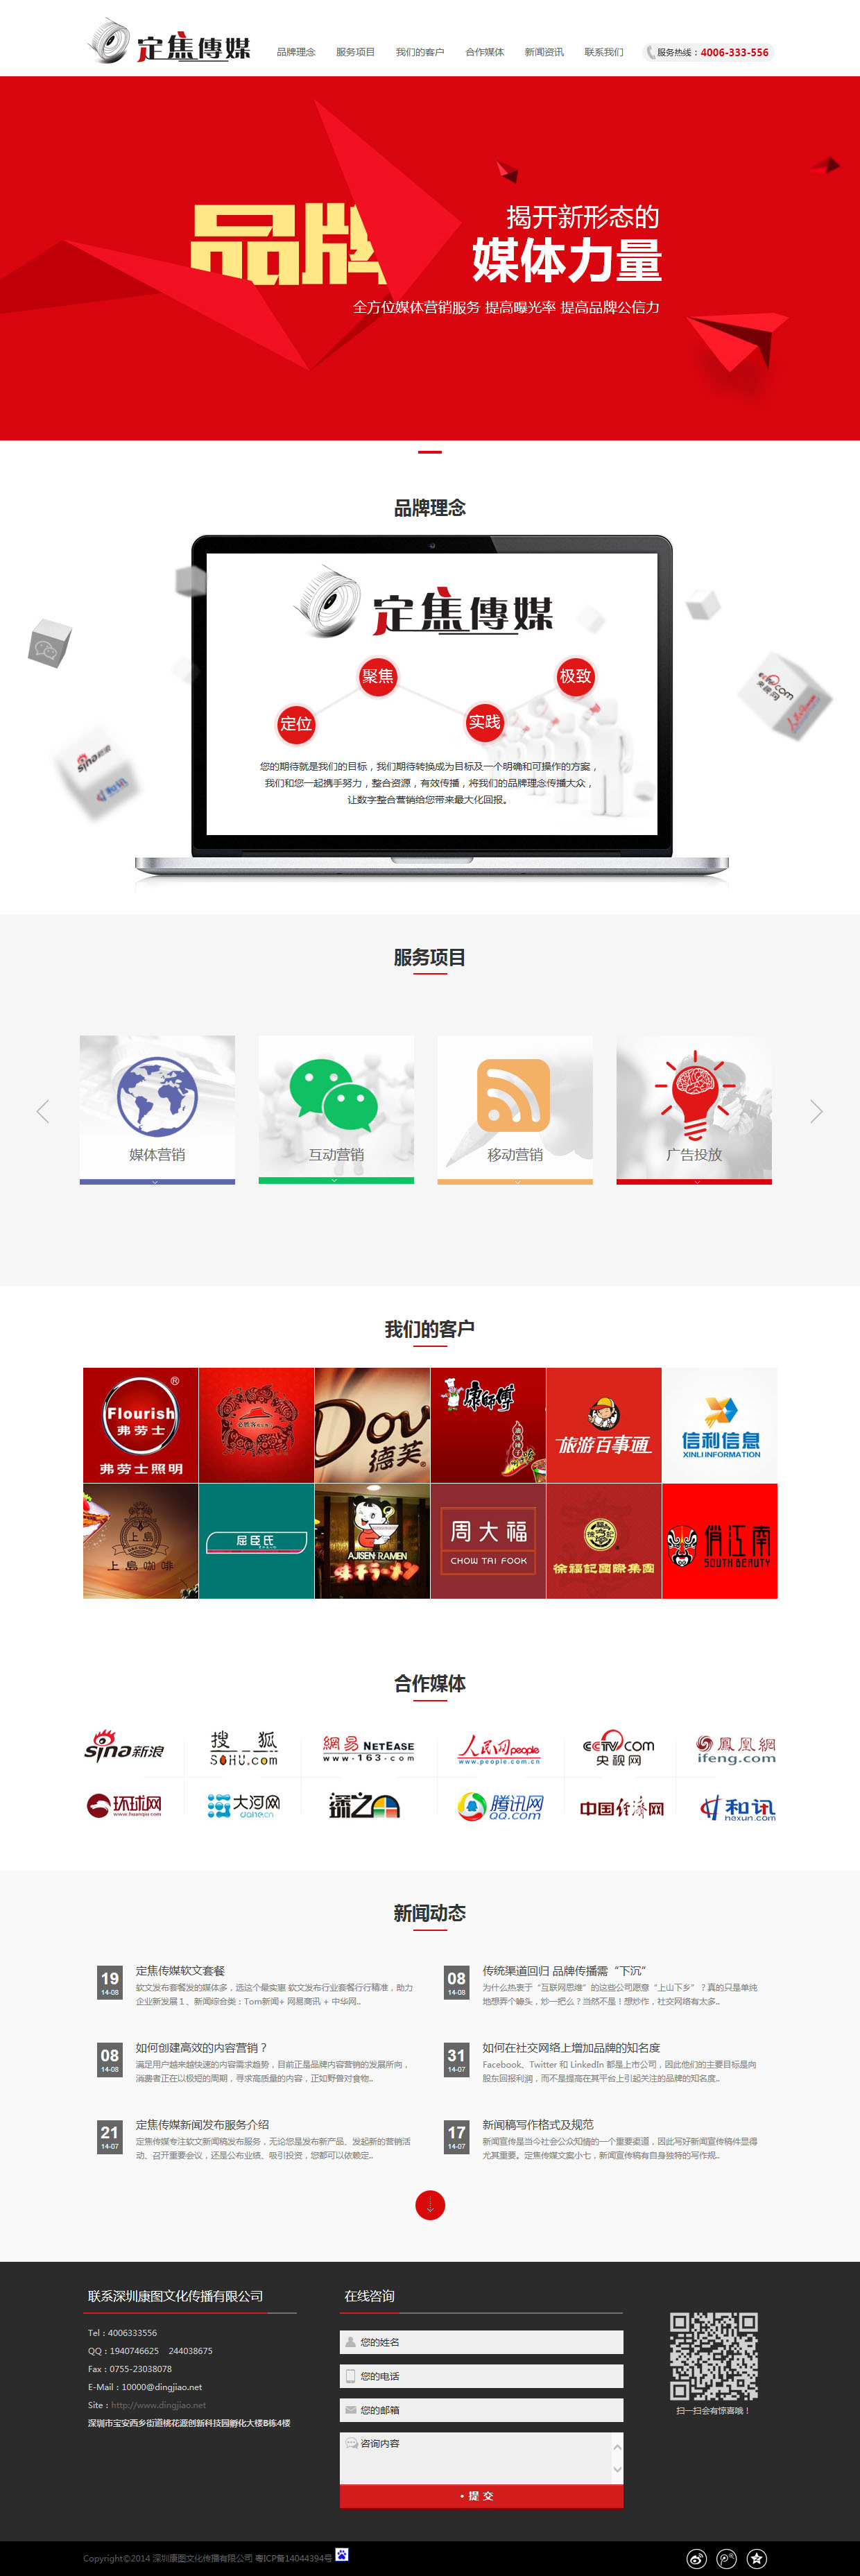 定焦傳媒
品牌理念
服务项目
我们的客户
合作媒体
新闻资讯
联系我们
服务热线：4006-333-556
品牌
揭开新形态的
媒体力量
全方位媒体营销服务 提高曝光率 提高品牌公信力
品牌理念
定焦傳媒
聚焦
极致
定位
实践
您的期待就是我们的目标，我们期待转换成为目标及一个明确和可操作的方案，
我们和您一起携手努力，整合资源，有效传播，将我们的品牌理念传播大众，
让数字整合营销给您带来最大化回报。
cctv.com
央视网
sina新浪
和讯
服务项目
媒体营销
互动营销
移动营销
广告投放
我们的客户
Flourish
弗劳士
弗劳士照明
Dov
德芙
康師傅
旅游百事通
信利信息
XINLI INFORMATION
上島
上島咖啡
屈臣氏
AJISEN RAMEN
味千ラーメン
周大福
CHOW TAI FOOK
徐福記國際集團
俏江南
SOUTH BEAUTY
合作媒体
sina新浪
搜狐
SOHU.com
網易 NETEASE
www.163.com
人民网 people
www.people.com.cn
CCTV.com
央视网
鳳凰網
ifeng.com
环球网
www.huanqiu.com
大河网
dahe.cn
腾讯网
QQ.com
中国侨网
和讯
hexun.com
新闻动态
19
14-08
定焦传媒软文套餐
软文发布套餐发的媒体多，选这个最实惠 软文发布行业套餐行行精准，助力
企业新发展 1、新闻综合类：Tom新闻+ 网易商讯 + 中华网..
08
14-08
传统渠道回归 品牌传播需“下沉”
为什么热衷于“互联网思维”的这些公司愿意“上山下乡”？真的只是单纯
地想弄个噱头，炒一把么？当然不是！想炒作，社交网络有太多..
08
14-08
如何创建高效的内容营销？
满足用户越来越快速的内容需求趋势，目前正是品牌内容营销的发展所向，
消费者正在以极短的周期，寻求高质量的内容，正如野兽对食物..
31
14-07
如何在社交网络上增加品牌的知名度
Facebook、Twitter 和 LinkedIn 都是上市公司，因此他们的主要目标是向
股东回报利润，而不是提高在其平台上引起关注的品牌的知名度..
21
14-07
定焦传媒新闻发布服务介绍
定焦传媒专注软文新闻稿发布服务，无论您是发布新产品、发起新的营销活
动、召开重要会议，还是公布业绩、吸引投资，您都可以依赖定..
17
14-07
新闻稿写作格式及规范
新闻宣传是当今社会公众知情的一个重要渠道，因此写好新闻宣传稿件显得
尤其重要。定焦传媒文案小七，新闻宣传稿有自身独特的写作规..
联系深圳康图文化传播有限公司
Tel：4006333556
QQ：1940746625 244038675
Fax：0755-23038078
E-Mail：10000@dingjiao.net
Site：http://www.dingjiao.net
深圳市宝安西乡街道桃花源创新科技园孵化大楼B栋4楼
在线咨询
您的姓名
您的电话
您的邮箱
咨询内容
• 提 交
扫一扫会有惊喜哦！
Copyright©2014 深圳康图文化传播有限公司 粤ICP备14044394号